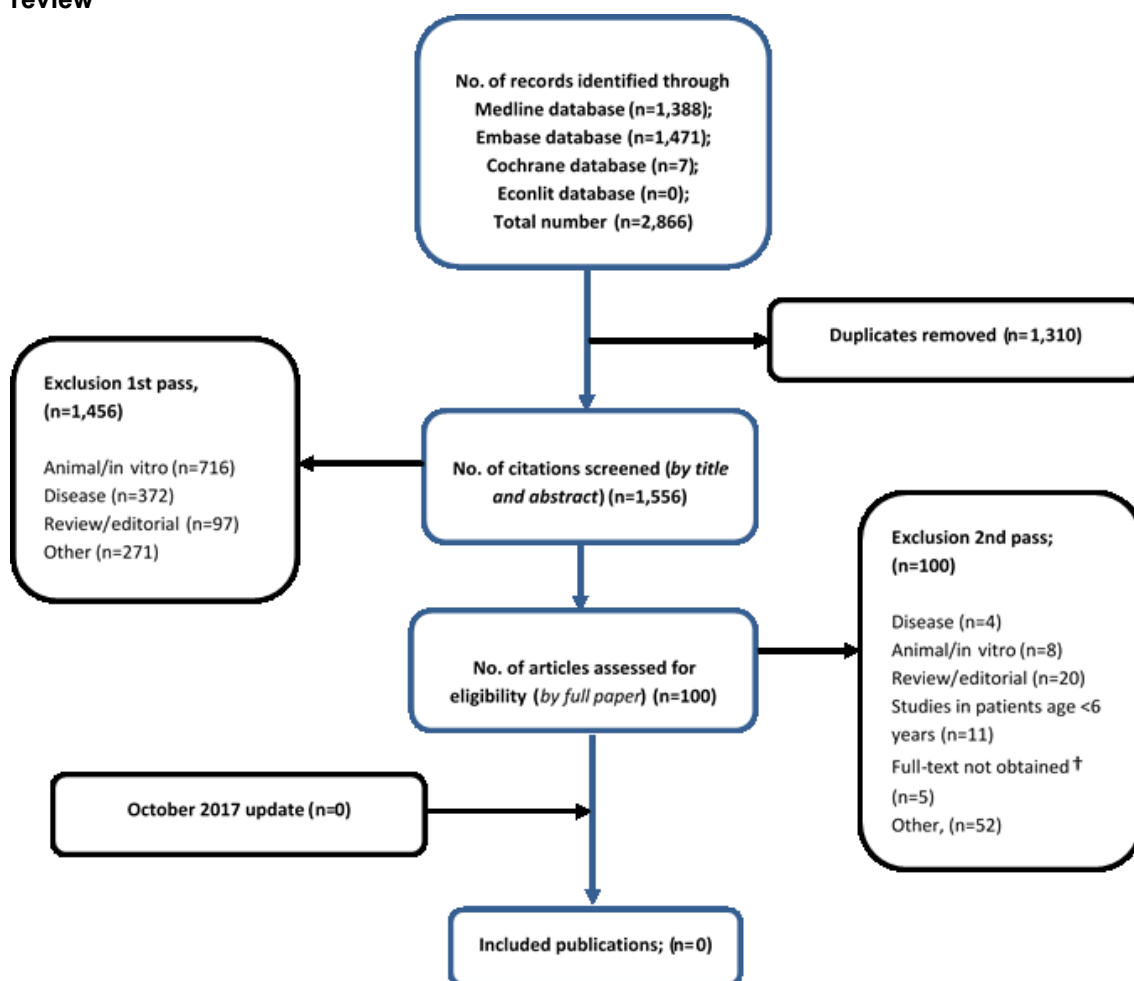 review
No. of records identified through
Medline database (n=1,388);
Embase database (n=1,471);
Cochrane database (n=7);
Econlit database (n=0);
Total number (n=2,866)
Duplicates removed (n=1,310)
Exclusion 1st pass,
(n=1,456)
Animal/in vitro (n=716)
Disease (n=372)
Review/editorial (n=97)
Other (n=271)
No. of citations screened (by title
and abstract) (n=1,556)
Exclusion 2nd pass;
(n=100)
Disease (n=4)
Animal/in vitro (n=8)
Review/editorial (n=20)
Studies in patients age <6
years (n=11)
Full-text not obtained †
(n=5)
Other, (n=52)
No. of articles assessed for
eligibility (by full paper) (n=100)
October 2017 update (n=0)
Included publications; (n=0)